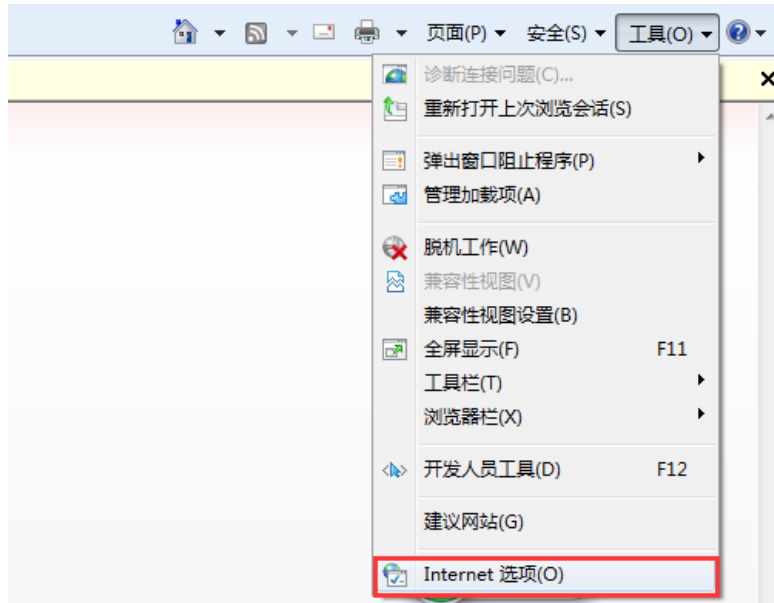 页面(P) 安全(S) 工具(O)
诊断连接问题(C)...
重新打开上次浏览会话(S)
弹出窗口阻止程序(P)
管理加载项(A)
脱机工作(W)
兼容性视图(V)
兼容性视图设置(B)
全屏显示(F) F11
工具栏(T)
浏览器栏(X)
开发人员工具(D) F12
建议网站(G)
Internet 选项(O)